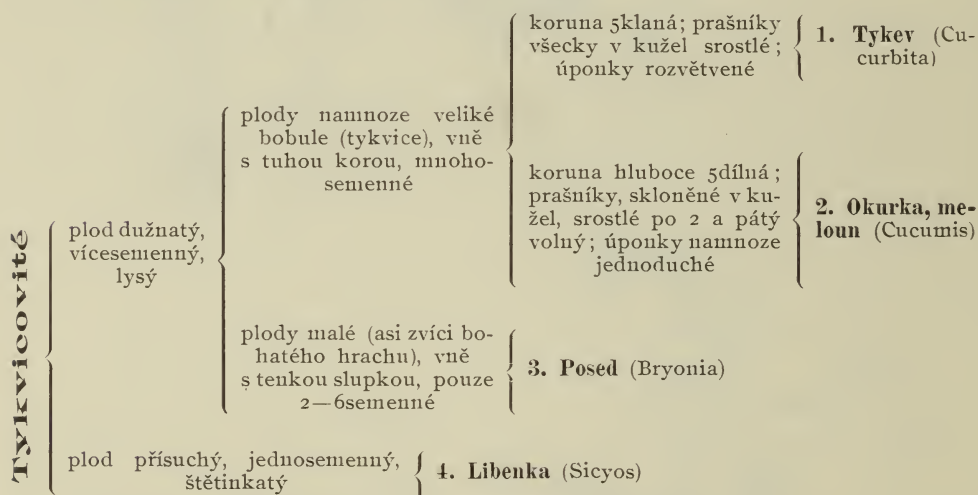 Tykvicovité
plod dužnatý,
vícesemenný,
lysý
plody namnoze veliké
bobule (tykvice), vně
s tuhou korou, mnoho-
semenné
koruna 5klaná; prašníky
všecky v kužel srostlé;
úponky rozvětvené
1. Tykev (Cu-
curbita)
koruna hluboce 5dílná;
prašníky, skloněné v ku-
žel, srostlé po 2 a pátý
volný; úponky namnoze
jednoduché
2. Okurka, me-
loun (Cucumis)
plody malé (asi zvíci bo-
hatého hrachu), vně
s tenkou slupkou, pouze
2—6semenné
3. Posed (Bryonia)
plod přísuchý, jednosemenný,
štětinkatý
4. Libenka (Sicyos)